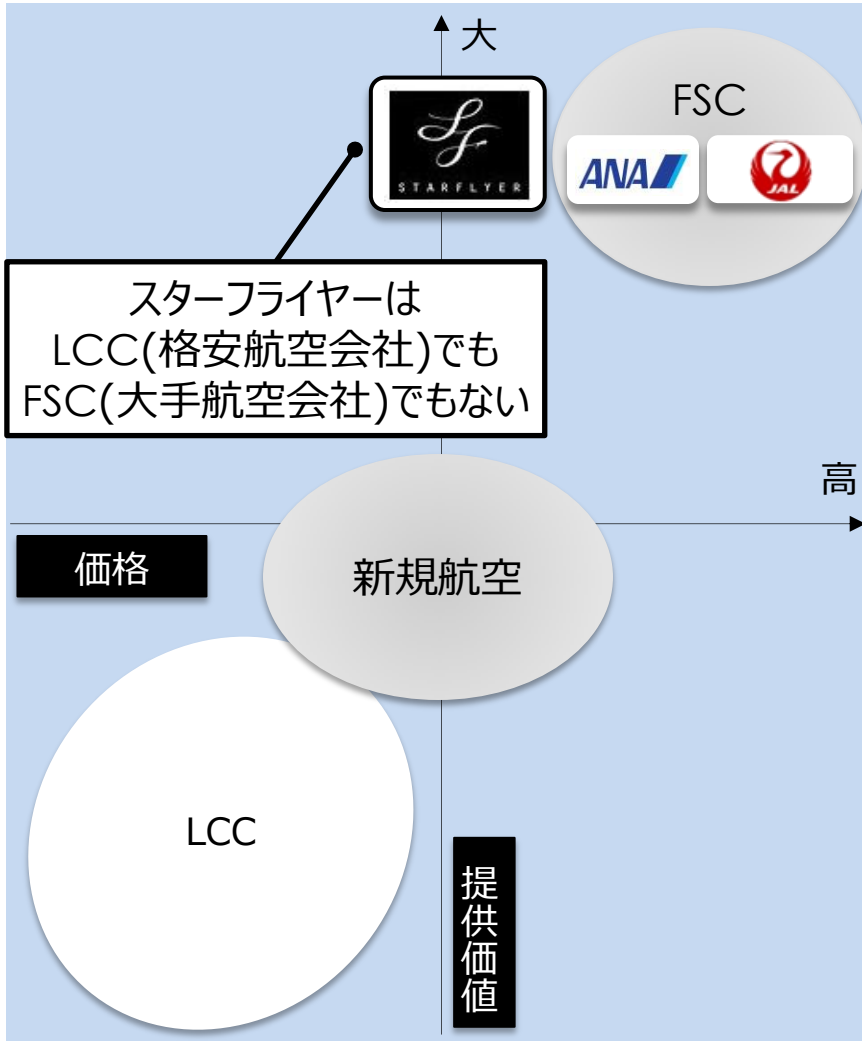 大
FSC
STARFLYER
ANA
JAL
スターフライヤーは
LCC(格安航空会社)でも
FSC(大手航空会社)でもない
高
価格
新規航空
LCC
提供価値